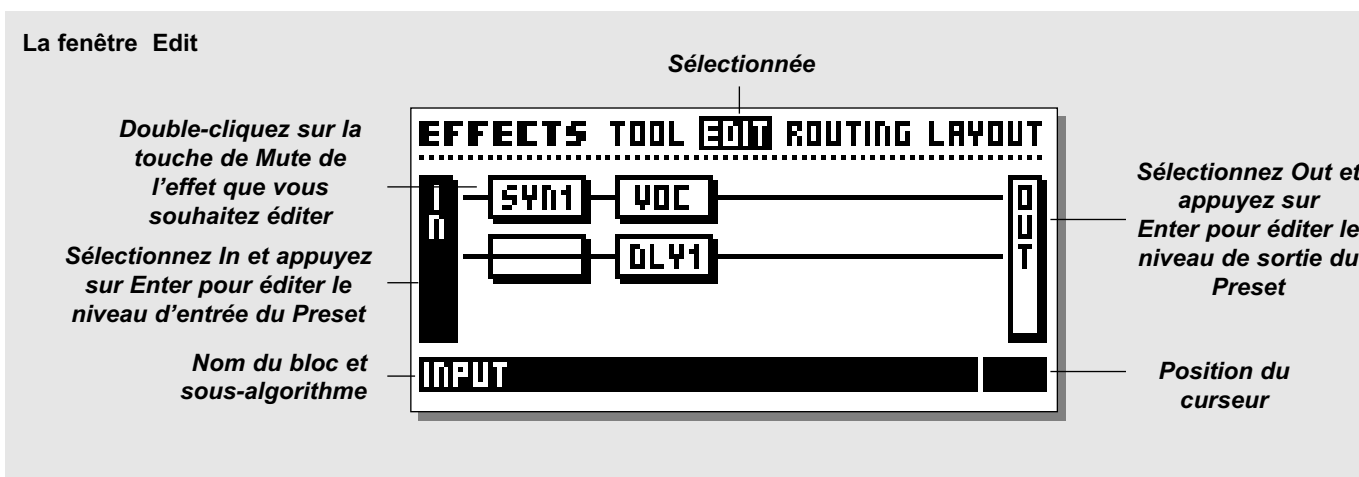 La fenêtre Edit
Sélectionnée
Double-cliquez sur la
touche de Mute de
l'effet que vous
souhaitez éditer
Sélectionnez In et appuyez
sur Enter pour éditer le
niveau d'entrée du Preset
Nom du bloc et
sous-algorithme
EFFECTS TOOL EDIT ROUTING LAYOUT
In
SYN1 VOC
DLY1
OUT
INPUT
Sélectionnez Out et
appuyez sur
Enter pour éditer le
niveau de sortie du
Preset
Position du
curseur